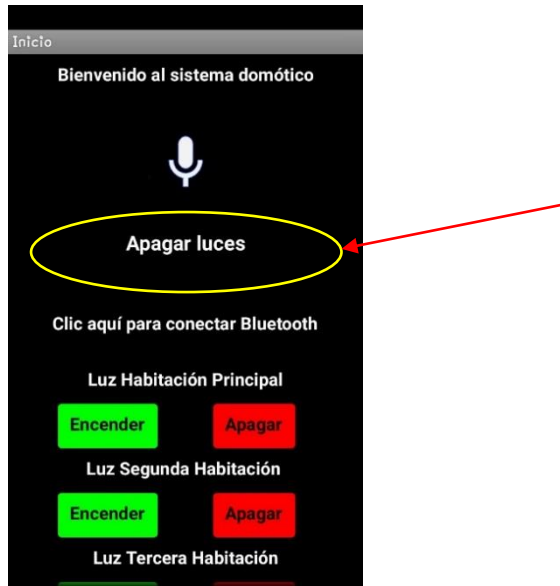 Inicio
Bienvenido al sistema domótico
Apagar luces
Clic aquí para conectar Bluetooth
Luz Habitación Principal
Encender Apagar
Luz Segunda Habitación
Encender Apagar
Luz Tercera Habitación